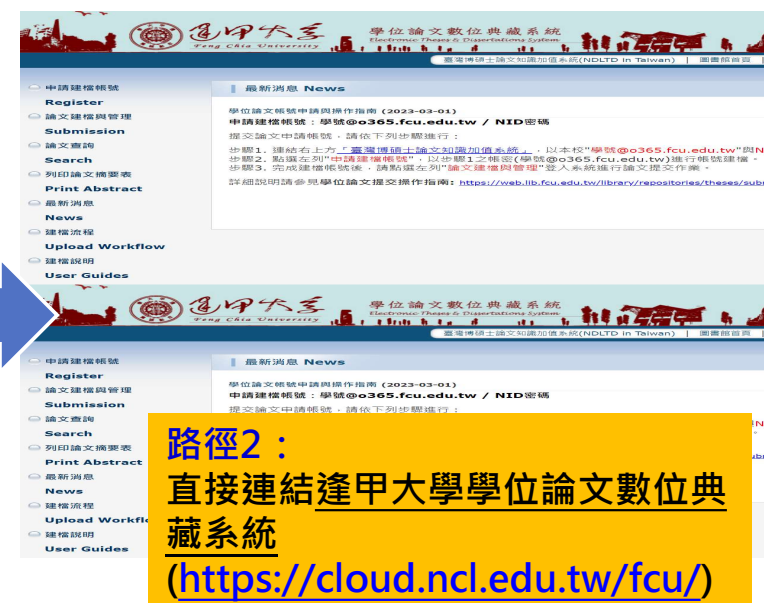 逢甲大學
Feng Chia University
學位論文數位典藏系統
Electronic Theses & Dissertations System
臺灣博碩士論文知識加值系統(NDLTD in Taiwan) | 圖書館首頁 |
申請建檔帳號
Register
論文建檔與管理
Submission
論文查詢
Search
列印論文摘要表
Print Abstract
最新消息
News
建檔流程
Upload Workflow
建檔說明
User Guides
最新消息 News
學位論文帳號申請與操作指南 (2023-03-01)
申請建檔帳號：學號@o365.fcu.edu.tw / NID密碼
提交論文申請帳號，請依下列步驟進行：
步驟1. 連結右上方「臺灣博碩士論文知識加值系統」，以本校"學號@o365.fcu.edu.tw"與N
步驟2. 點選左列"申請建檔帳號"，以步驟1之帳密(學號@o365.fcu.edu.tw)進行帳號建檔。
步驟3. 完成建檔帳號後，請點選左列"論文建檔與管理"登入系統進行論文提交作業。
詳細說明請參見學位論文提交操作指南: https://web.lib.fcu.edu.tw/library/repositories/theses/sub
逢甲大學
Feng Chia University
學位論文數位典藏系統
Electronic Theses & Dissertations System
臺灣博碩士論文知識加值系統(NDLTD in Taiwan) | 圖書館首頁 |
申請建檔帳號
Register
論文建檔與管理
Submission
論文查詢
Search
列印論文摘要表
Print Abstract
最新消息
News
建檔流程
Upload Workfl
建檔說明
User Guides
最新消息 News
學位論文帳號申請與操作指南 (2023-03-01)
申請建檔帳號：學號@o365.fcu.edu.tw / NID密碼
提交論文申請帳號，請依下列步驟進行：
路徑2：
直接連結逢甲大學學位論文數位典
藏系統
(https://cloud.ncl.edu.tw/fcu/)